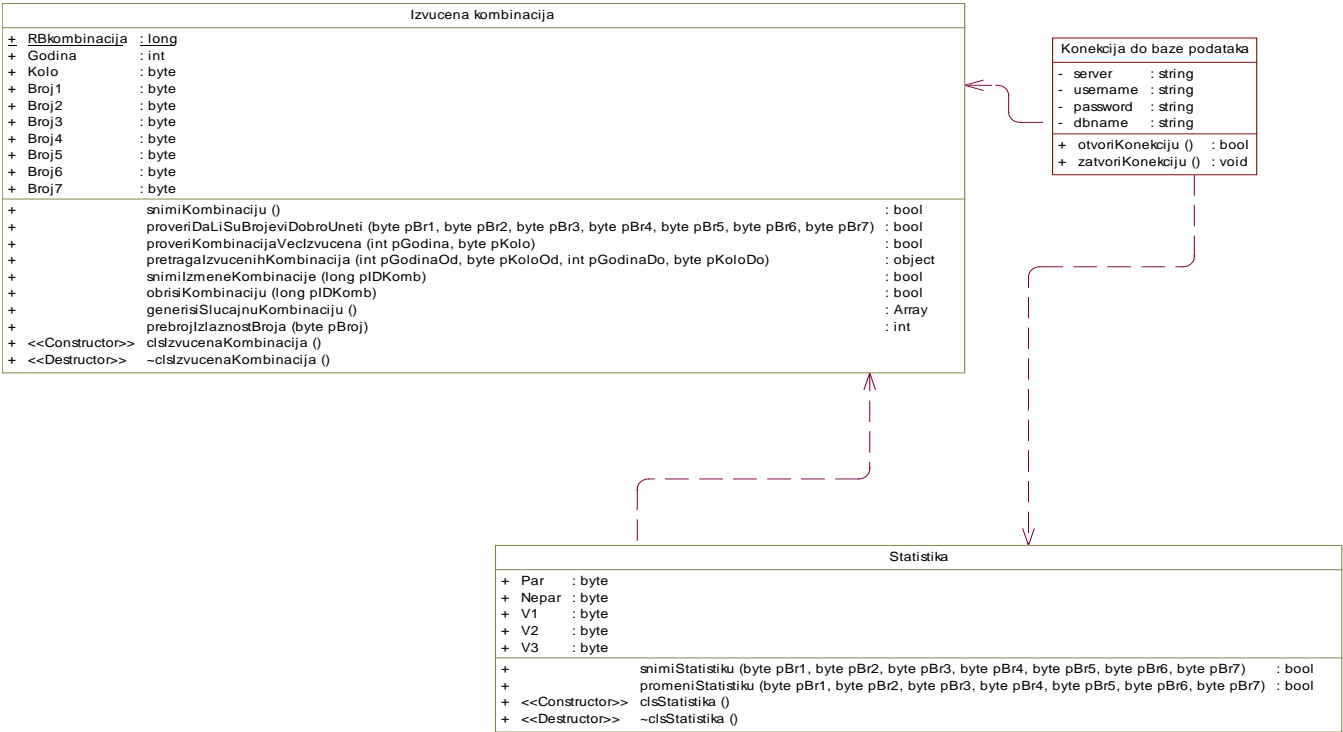 Izvucena kombinacija
+ RBkombinacija : long
+ Godina : int
+ Kolo : byte
+ Broj1 : byte
+ Broj2 : byte
+ Broj3 : byte
+ Broj4 : byte
+ Broj5 : byte
+ Broj6 : byte
+ Broj7 : byte
+ snimiKombinaciju () : bool
+ proveriDaLiSuBrojeviDobroUneti (byte pBr1, byte pBr2, byte pBr3, byte pBr4, byte pBr5, byte pBr6, byte pBr7) : bool
+ proveriKombinacijaVecIzvucena (int pGodina, byte pKolo) : bool
+ pretragaIzvucenihKombinacija (int pGodinaOd, byte pKoloOd, int pGodinaDo, byte pKoloDo) : object
+ snimiIzmeneKombinacije (long pIDKomb) : bool
+ obrisiKombinaciju (long pIDKomb) : bool
+ generisiSlucajnuKombinaciju () : Array
+ prebrojIzlaznostBroja (byte pBroj) : int
+ <<Constructor>> clsIzvucenaKombinacija ()
+ <<Destructor>> ~clsIzvucenaKombinacija ()
Konekcija do baze podataka
- server : string
- username : string
- password : string
- dbname : string
+ otvoriKonekciju () : bool
+ zatvoriKonekciju () : void
Statistika
+ Par : byte
+ Nepar : byte
+ V1 : byte
+ V2 : byte
+ V3 : byte
+ snimiStatistiku (byte pBr1, byte pBr2, byte pBr3, byte pBr4, byte pBr5, byte pBr6, byte pBr7) : bool
+ promeniStatistiku (byte pBr1, byte pBr2, byte pBr3, byte pBr4, byte pBr5, byte pBr6, byte pBr7) : bool
+ <<Constructor>> clsStatistika ()
+ <<Destructor>> ~clsStatistika ()